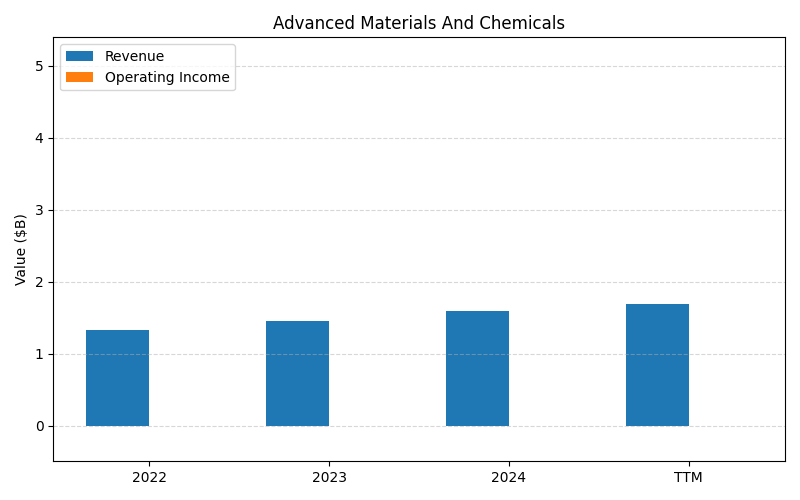 Advanced Materials And Chemicals
Revenue
Operating Income
Value ($B)
5
4
3
2
1
0
2022 2023 2024 TTM